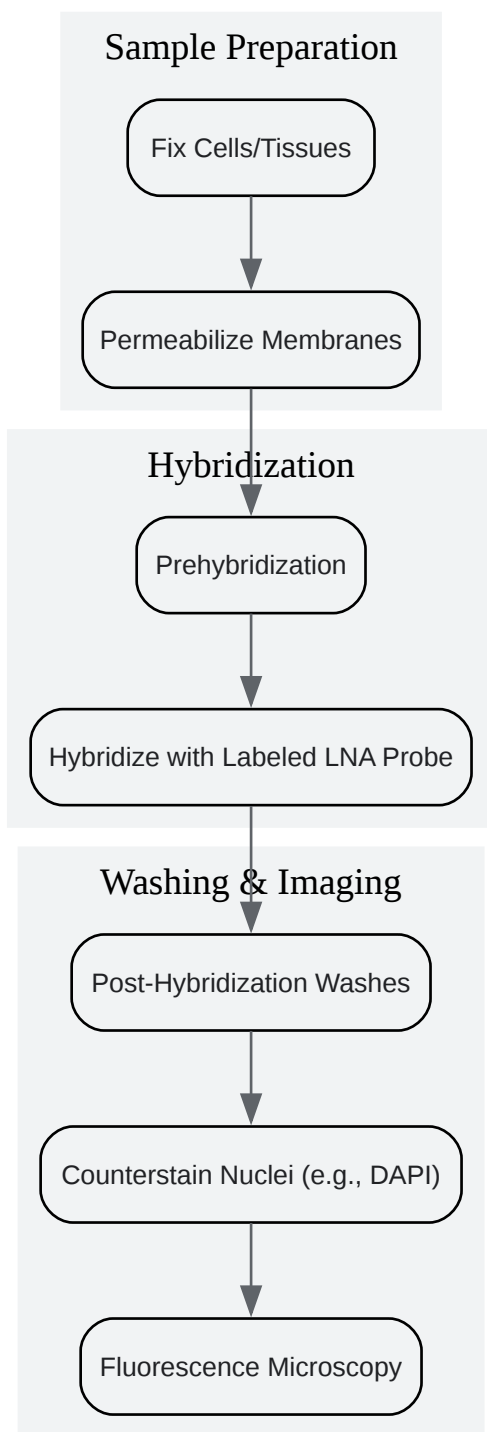 Sample Preparation
Fix Cells/Tissues
Permeabilize Membranes
Hybridization
Prehybridization
Hybridize with Labeled LNA Probe
Washing & Imaging
Post-Hybridization Washes
Counterstain Nuclei (e.g., DAPI)
Fluorescence Microscopy